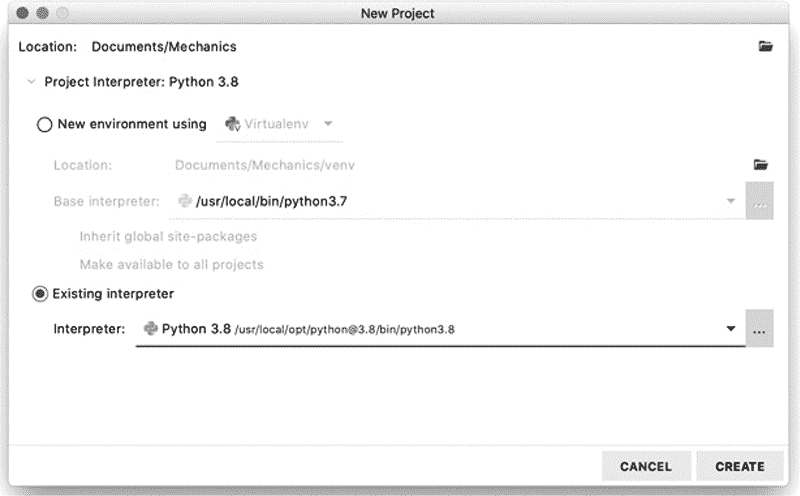 New Project
Location: Documents/Mechanics
Project Interpreter: Python 3.8
New environment using Virtualenv
Location: Documents/Mechanics/venv
Base interpreter: /usr/local/bin/python3.7 ...
Inherit global site-packages
Make available to all projects
Existing interpreter
Interpreter: Python 3.8 /usr/local/opt/python@3.8/bin/python3.8 ...
CANCEL CREATE